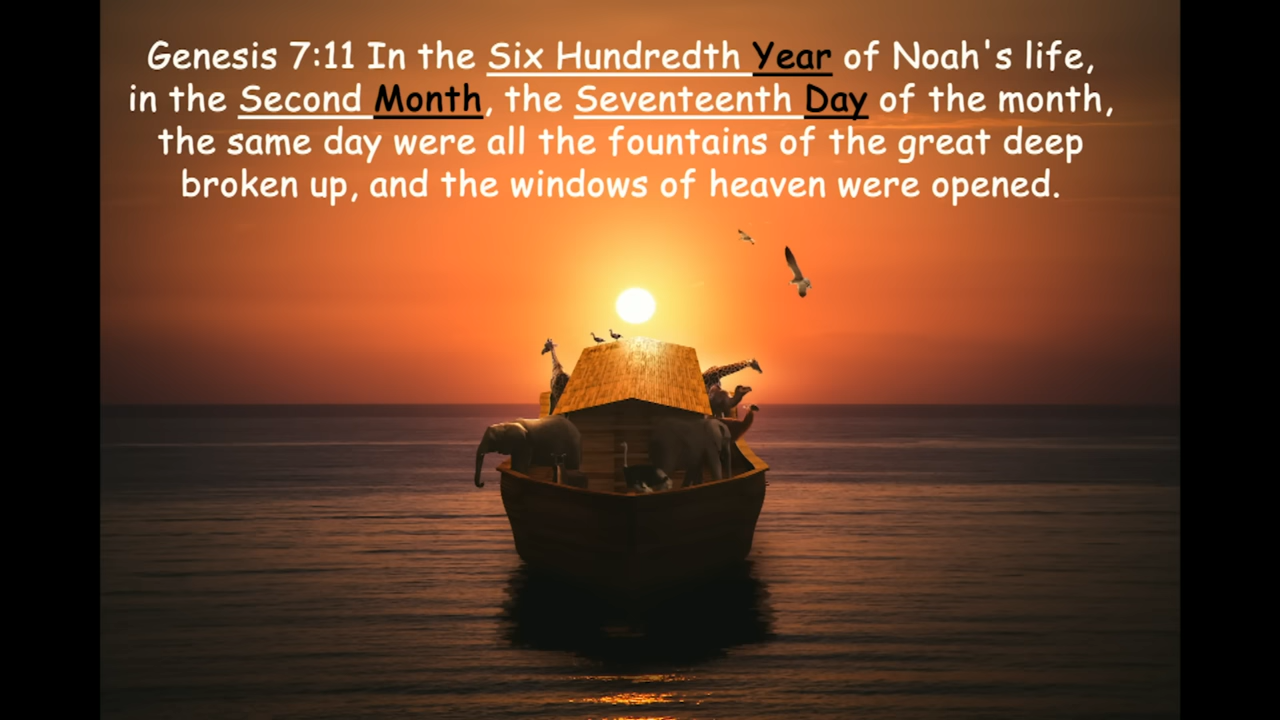 Genesis 7:11 In the Six Hundredth Year of Noah's life,
in the Second Month, the Seventeenth Day of the month,
the same day were all the fountains of the great deep
broken up, and the windows of heaven were opened.